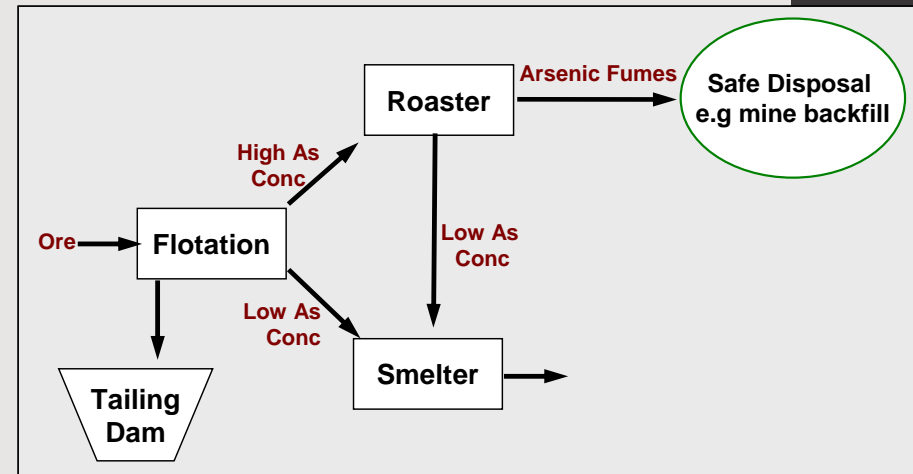 Arsenic Fumes
Safe Disposal
e.g mine backfill
Roaster
High As
Conc
Ore
Flotation
Low As
Conc
Low As
Conc
Smelter
Tailing
Dam